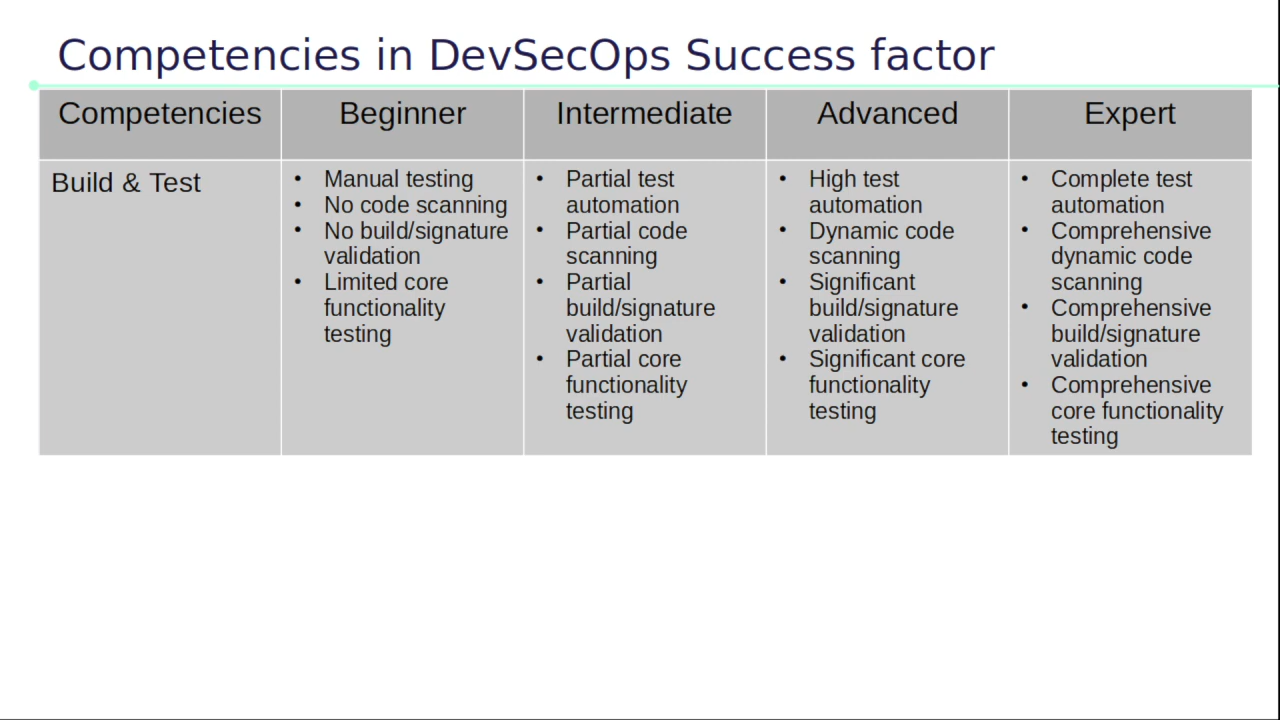 Competencies in DevSecOps Success factor
Competencies
Beginner
Intermediate
Advanced
Expert
Build & Test
• Manual testing
• No code scanning
• No build/signature
validation
• Limited core
functionality
testing
• Partial test
automation
• Partial code
scanning
• Partial
build/signature
validation
• Partial core
functionality
testing
• High test
automation
• Dynamic code
scanning
• Significant
build/signature
validation
• Significant core
functionality
testing
• Complete test
automation
• Comprehensive
dynamic code
scanning
• Comprehensive
build/signature
validation
• Comprehensive
core functionality
testing